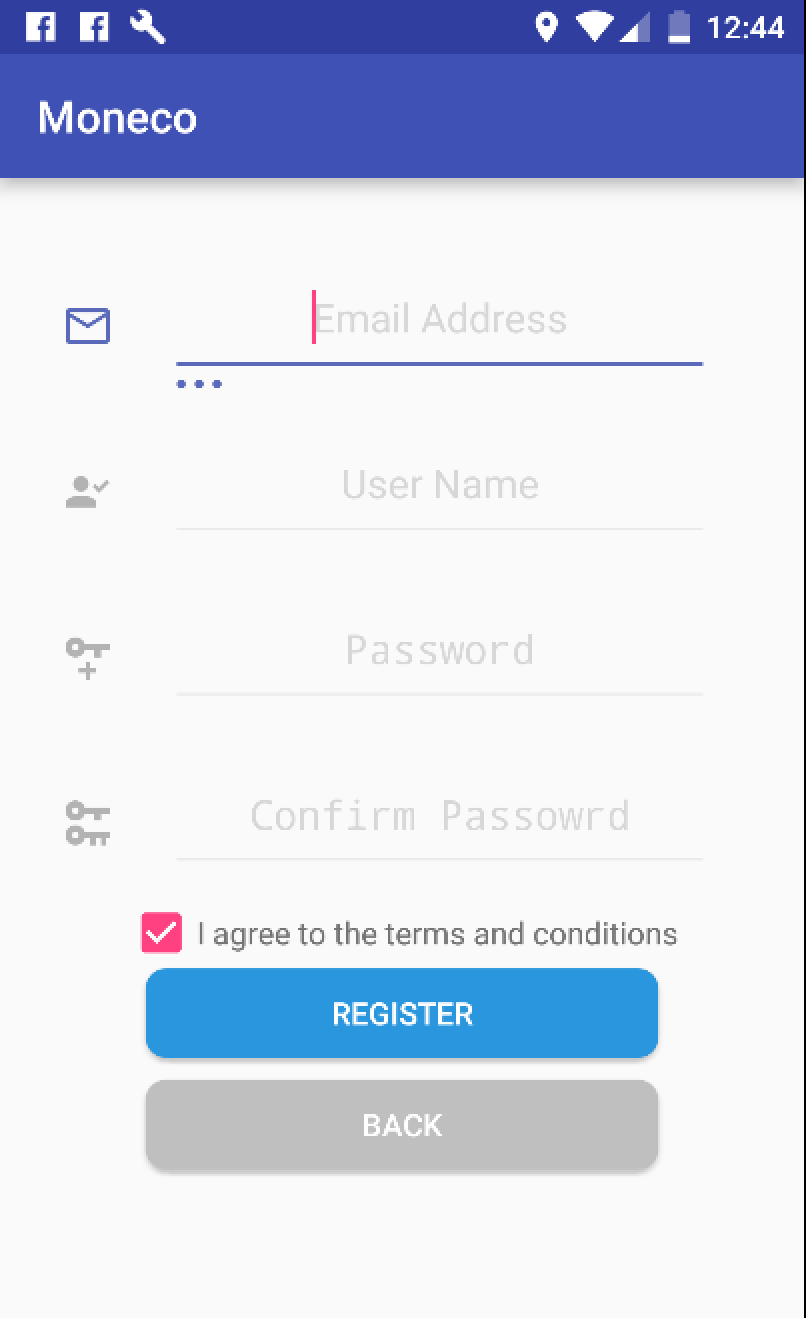 12:44
Moneco
Email Address
User Name
Password
Confirm Passowrd
I agree to the terms and conditions
REGISTER
BACK